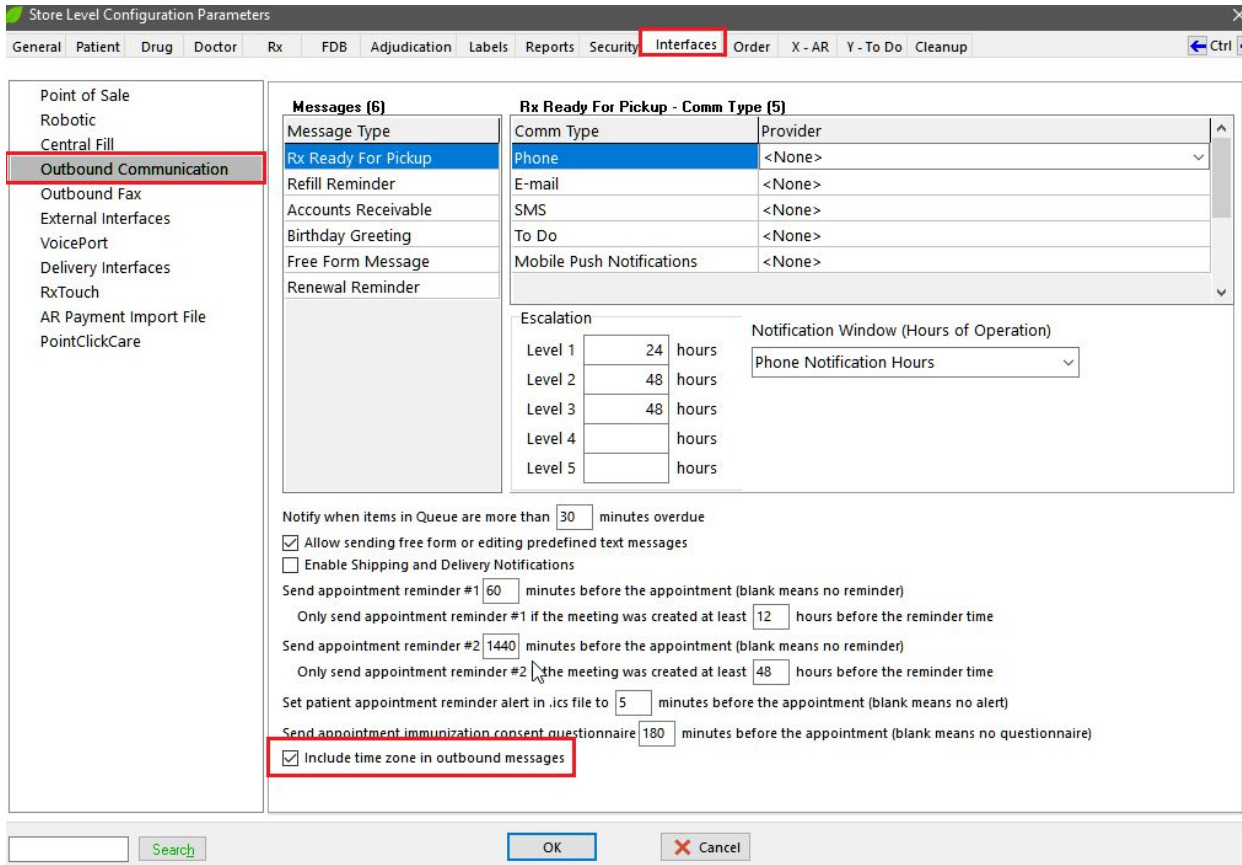 Store Level Configuration Parameters
General Patient Drug Doctor Rx FDB Adjudication Labels Reports Security Interfaces Order X - AR Y - To Do Cleanup Ctrl
Point of Sale
Robotic
Central Fill
Outbound Communication
Outbound Fax
External Interfaces
VoicePort
Delivery Interfaces
RxTouch
AR Payment Import File
PointClickCare
Messages (6)
Message Type
Rx Ready For Pickup
Refill Reminder
Accounts Receivable
Birthday Greeting
Free Form Message
Renewal Reminder
Rx Ready For Pickup - Comm Type (5)
Comm Type Provider
Phone <None>
E-mail <None>
SMS <None>
To Do <None>
Mobile Push Notifications <None>
Escalation
Level 1 24 hours
Level 2 48 hours
Level 3 48 hours
Level 4 hours
Level 5 hours
Notification Window (Hours of Operation)
Phone Notification Hours
Notify when items in Queue are more than 30 minutes overdue
Allow sending free form or editing predefined text messages
Enable Shipping and Delivery Notifications
Send appointment reminder #1 60 minutes before the appointment (blank means no reminder)
Only send appointment reminder #1 if the meeting was created at least 12 hours before the reminder time
Send appointment reminder #2 1440 minutes before the appointment (blank means no reminder)
Only send appointment reminder #2 if the meeting was created at least 48 hours before the reminder time
Set patient appointment reminder alert in .ics file to 5 minutes before the appointment (blank means no alert)
Send appointment immunization consent questionnaire 180 minutes before the appointment (blank means no questionnaire)
Include time zone in outbound messages
Search OK Cancel